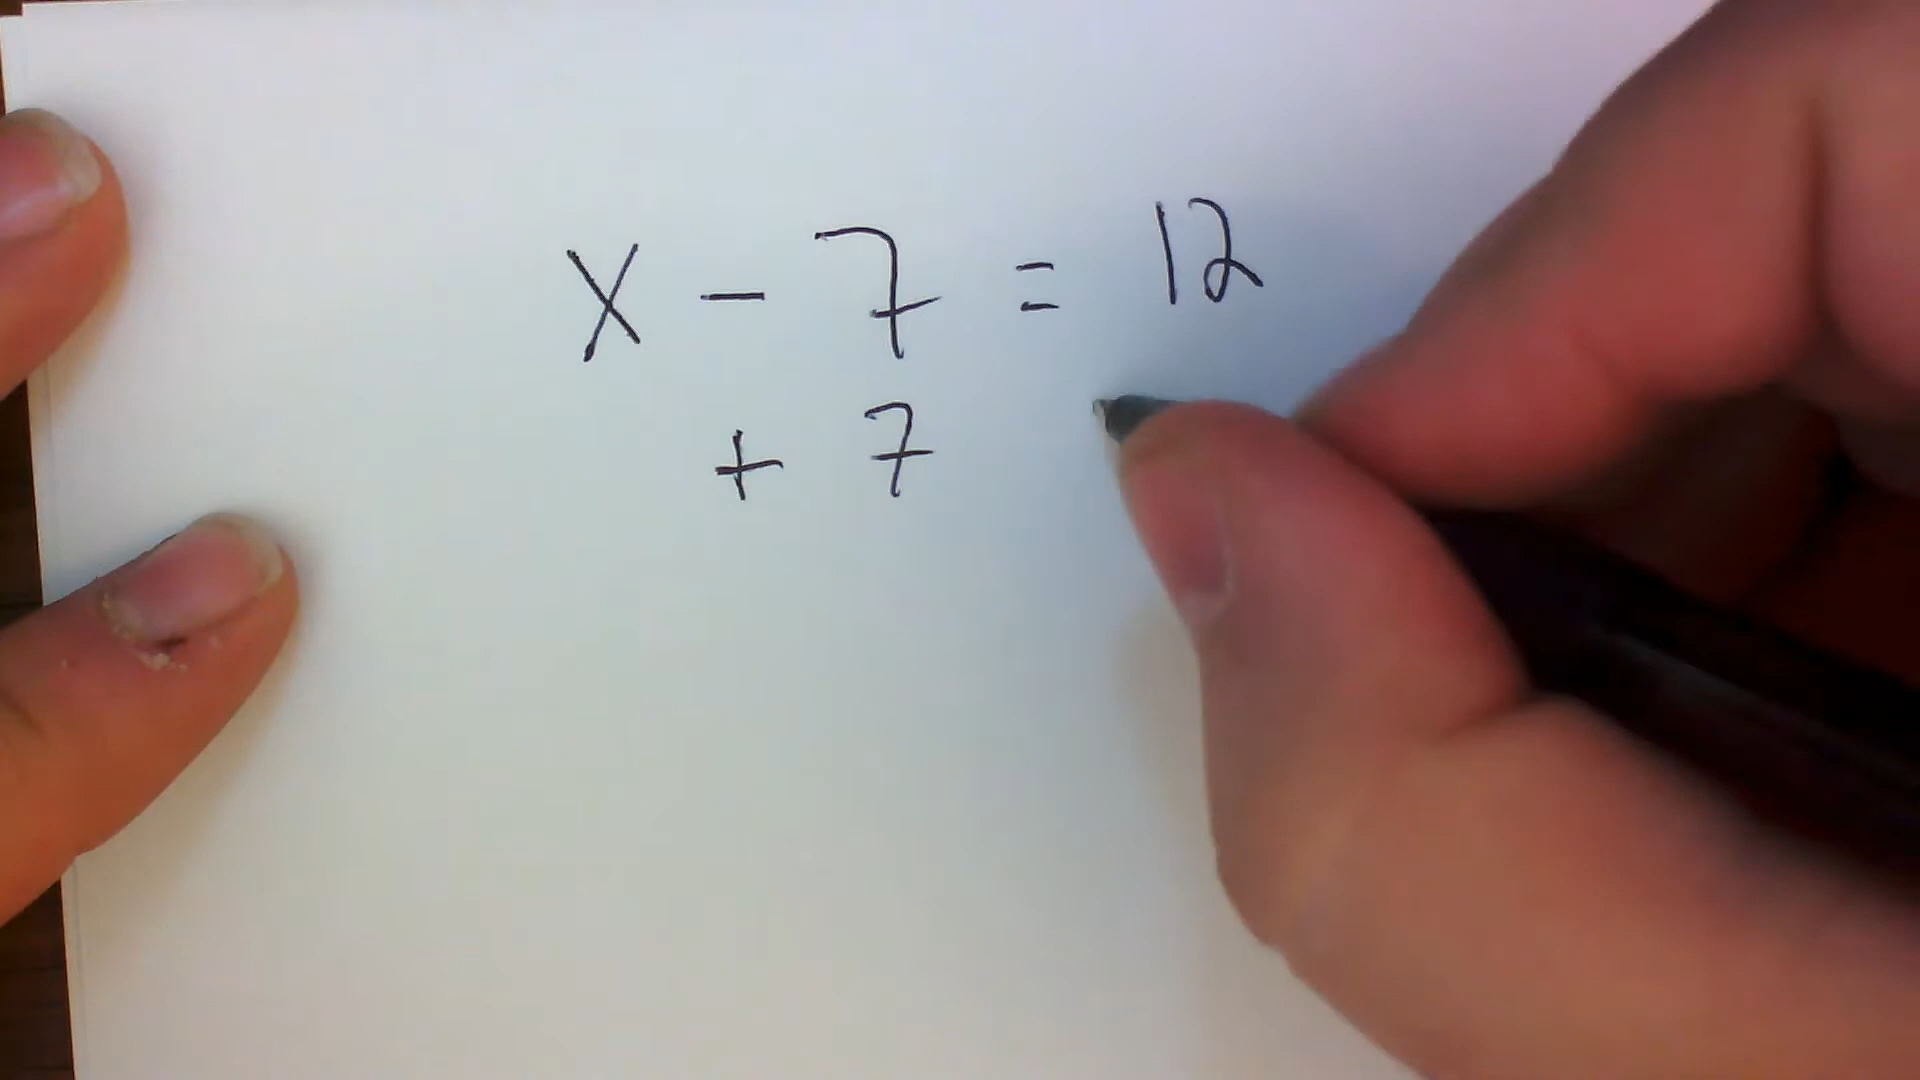 x - 7 = 12
+ 7